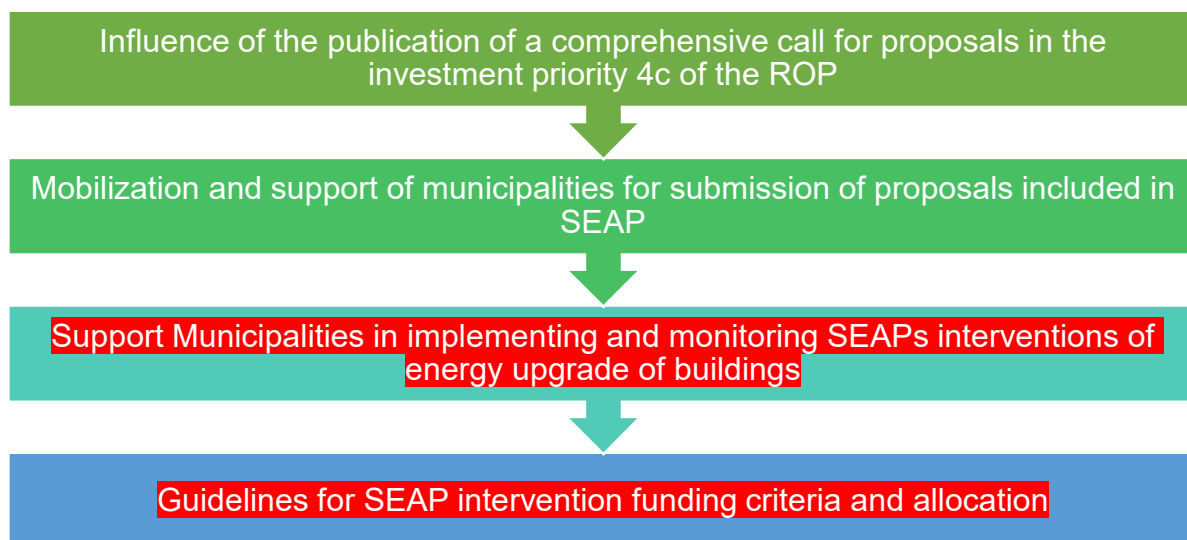 Influence of the publication of a comprehensive call for proposals in the
investment priority 4c of the ROP
Mobilization and support of municipalities for submission of proposals included in
SEAP
Support Municipalities in implementing and monitoring SEAPs interventions of
energy upgrade of buildings
Guidelines for SEAP intervention funding criteria and allocation